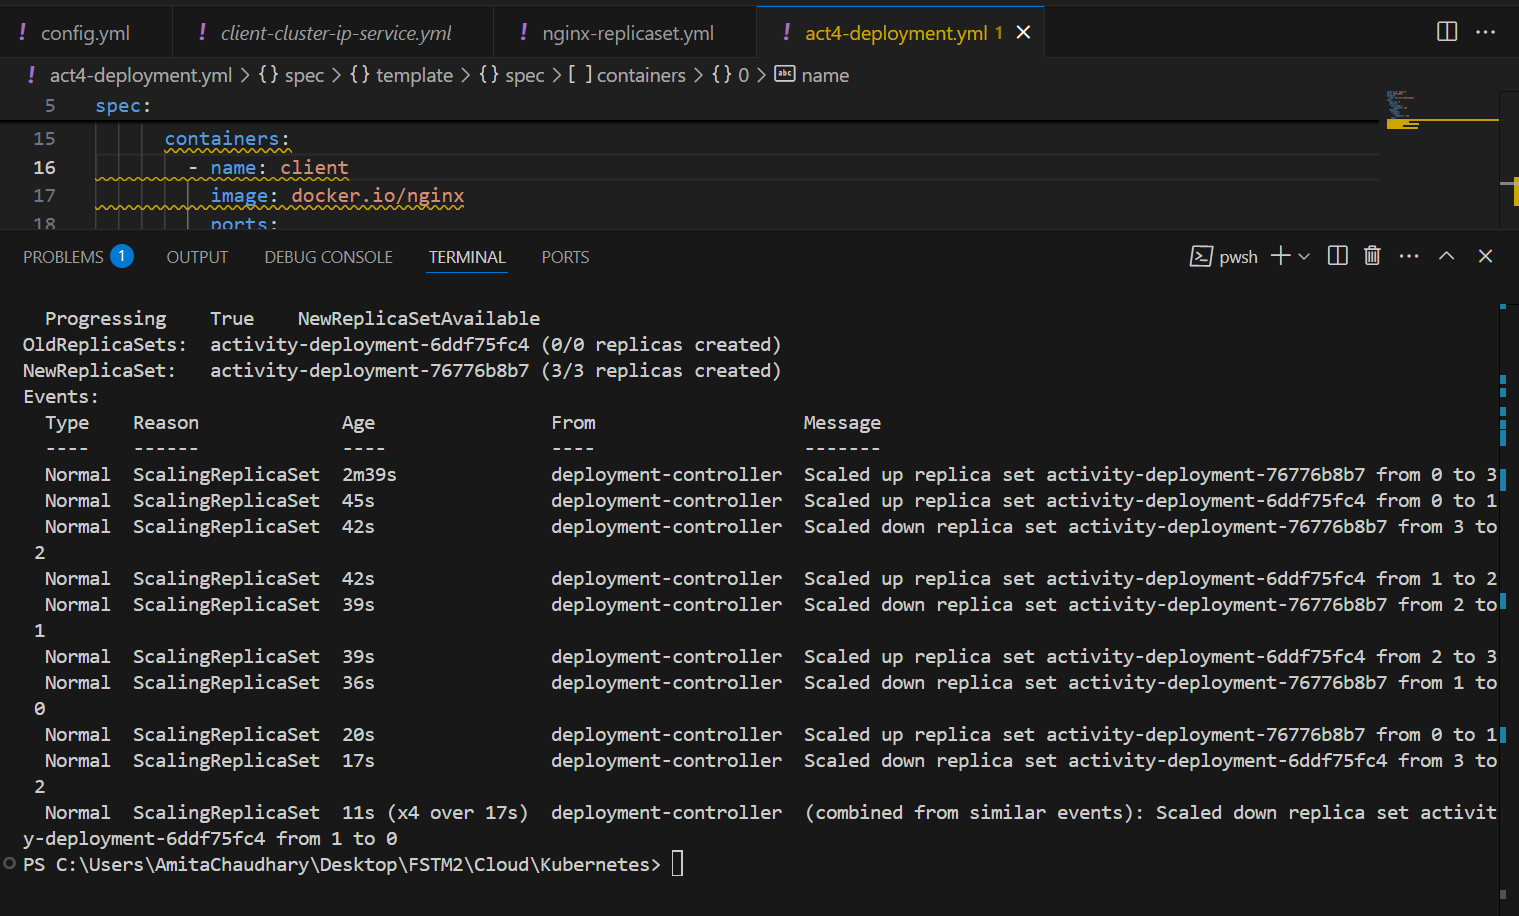 ! config.yml ! client-cluster-ip-service.yml ! nginx-replicaset.yml ! act4-deployment.yml 1 ×
! act4-deployment.yml > {} spec > {} template > {} spec > [ ] containers > {} 0 > abc name
5 spec:
15 containers:
16 - name: client
17 image: docker.io/nginx
18 ports:
PROBLEMS 1 OUTPUT DEBUG CONSOLE TERMINAL PORTS pwsh
Progressing True NewReplicaSetAvailable
OldReplicaSets: activity-deployment-6ddf75fc4 (0/0 replicas created)
NewReplicaSet: activity-deployment-76776b8b7 (3/3 replicas created)
Events:
Type Reason Age From Message
---- ------ ---- ---- -------
Normal ScalingReplicaSet 2m39s deployment-controller Scaled up replica set activity-deployment-76776b8b7 from 0 to 3
Normal ScalingReplicaSet 45s deployment-controller Scaled up replica set activity-deployment-6ddf75fc4 from 0 to 1
Normal ScalingReplicaSet 42s deployment-controller Scaled down replica set activity-deployment-76776b8b7 from 3 to
2
Normal ScalingReplicaSet 42s deployment-controller Scaled up replica set activity-deployment-6ddf75fc4 from 1 to 2
Normal ScalingReplicaSet 39s deployment-controller Scaled down replica set activity-deployment-76776b8b7 from 2 to
1
Normal ScalingReplicaSet 39s deployment-controller Scaled up replica set activity-deployment-6ddf75fc4 from 2 to 3
Normal ScalingReplicaSet 36s deployment-controller Scaled down replica set activity-deployment-76776b8b7 from 1 to
0
Normal ScalingReplicaSet 20s deployment-controller Scaled up replica set activity-deployment-76776b8b7 from 0 to 1
Normal ScalingReplicaSet 17s deployment-controller Scaled down replica set activity-deployment-6ddf75fc4 from 3 to
2
Normal ScalingReplicaSet 11s (x4 over 17s) deployment-controller (combined from similar events): Scaled down replica set activit
y-deployment-6ddf75fc4 from 1 to 0
PS C:\Users\AmitaChaudhary\Desktop\FSTM2\Cloud\Kubernetes>